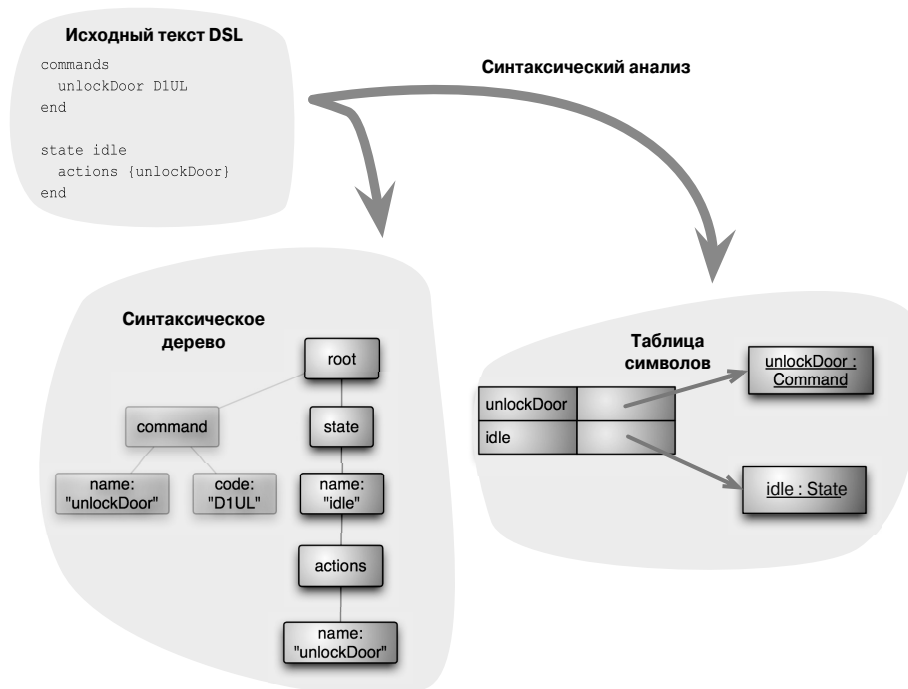 Исходный текст DSL
commands
unlockDoor D1UL
end
state idle
actions {unlockDoor}
end
Синтаксический анализ
Синтаксическое
дерево
root
command
state
name:
"unlockDoor"
code:
"D1UL"
name:
"idle"
actions
name:
"unlockDoor"
Таблица
символов
unlockDoor
idle
unlockDoor :
Command
idle : State